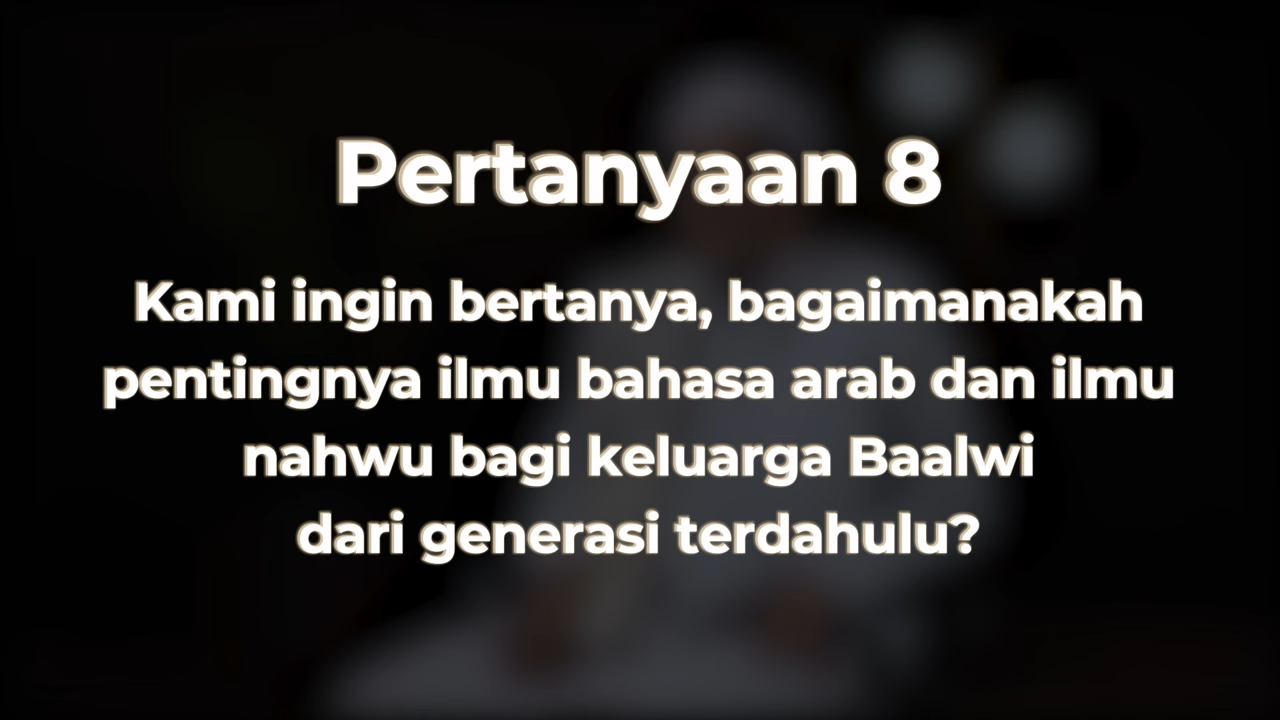 Pertanyaan 8
Kami ingin bertanya, bagaimanakah
pentingnya ilmu bahasa arab dan ilmu
nahwu bagi keluarga Baalwi
dari generasi terdahulu?